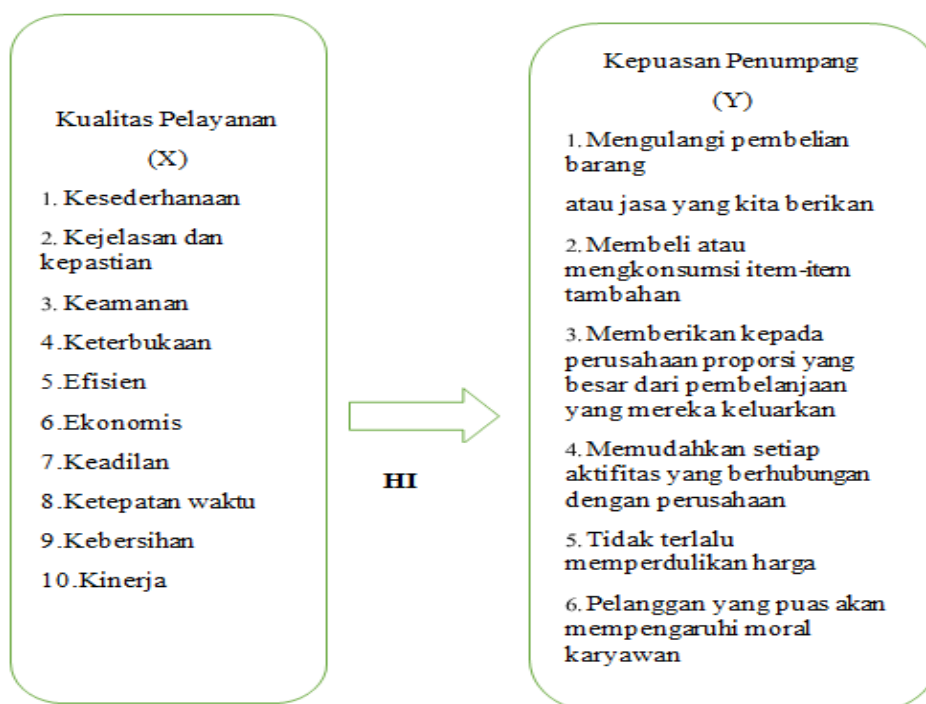 Kualitas Pelayanan
(X)
1. Kesederhanaan
2. Kejelasan dan
kepastian
3. Keamanan
4.Keterbukaan
5.Efisien
6.Ekonomis
7.Keadilan
8.Ketepatan waktu
9.Kebersihan
10.Kinerja
HI
Kepuasan Penumpang
(Y)
1. Mengulangi pembelian
barang
atau jasa yang kita berikan
2. Membeli atau
mengkonsumsi item-item
tambahan
3. Memberikan kepada
perusahaan proporsi yang
besar dari pembelanjaan
yang mereka keluarkan
4. Memudahkan setiap
aktifitas yang berhubungan
dengan perusahaan
5. Tidak terlalu
memperdulikan harga
6. Pelanggan yang puas akan
mempengaruhi moral
karyawan